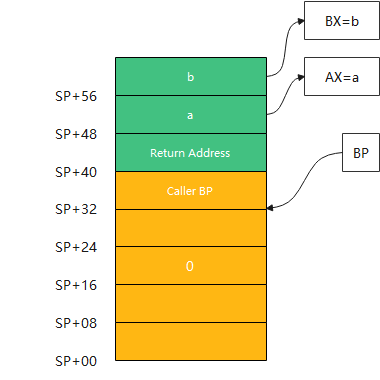 BX=b
b
AX=a
SP+56
a
SP+48
Return Address
BP
SP+40
Caller BP
SP+32
SP+24
0
SP+16
SP+08
SP+00